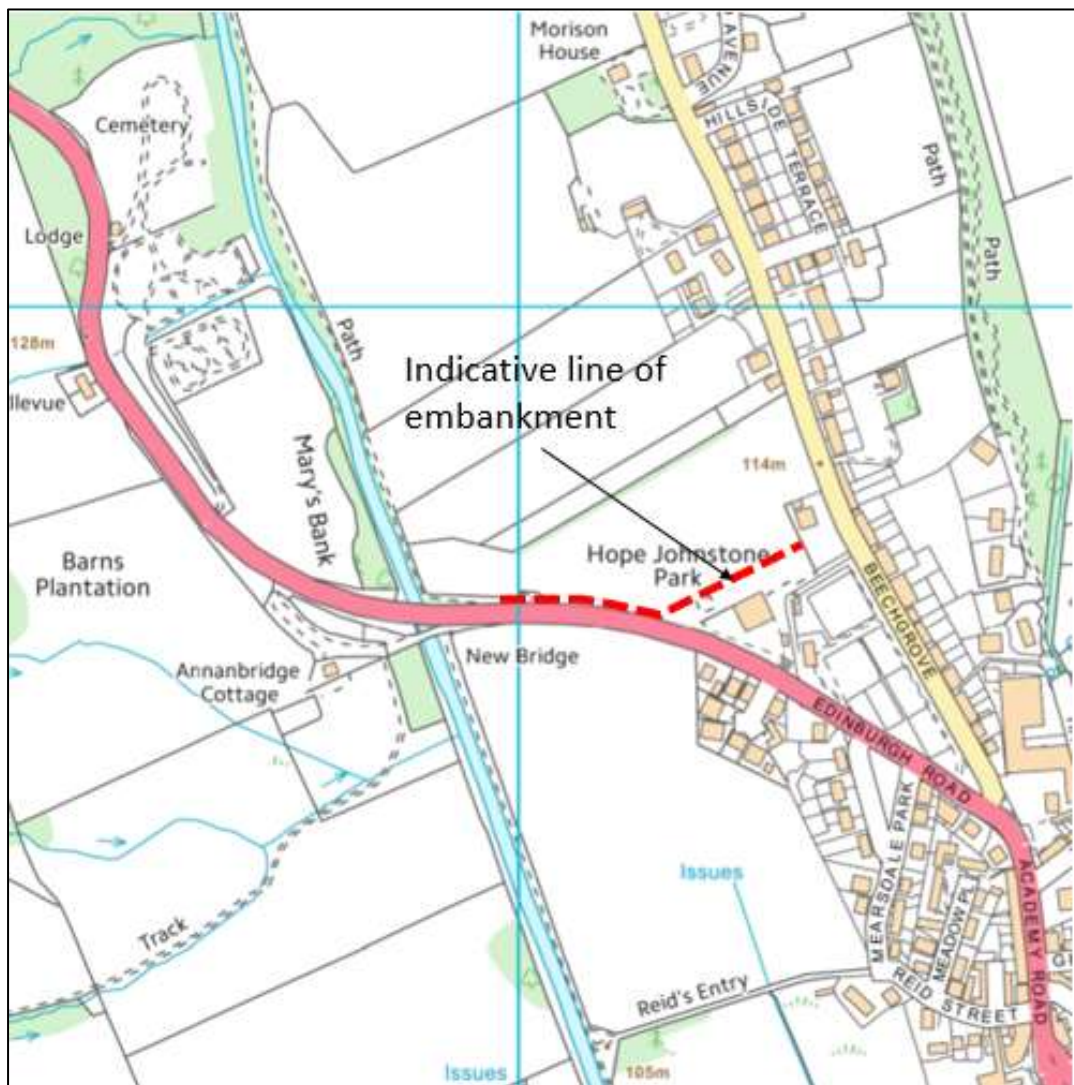 Morison
House
AVENUE
HILLSIDE
TERRACE
Cemetery
Path
Path
Lodge
Path
128m
llevue
Indicative line of
embankment
114m
Mary's Bank
Hope Johnstone
Park
Barns
Plantation
BEECHGROVE
New Bridge
Annanbridge
Cottage
EDINBURGH ROAD
MEARSDALE PARK
Issues
ACADEMY ROAD
MEADOW PL
Track
REID STREET
G
Reid's Entry
Issues
105m